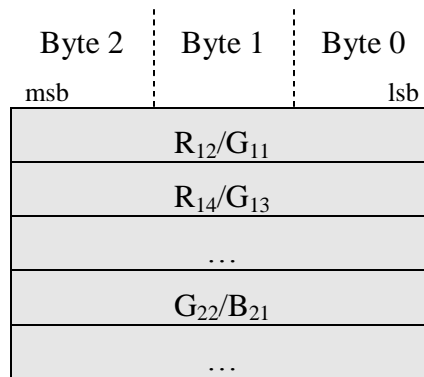 Byte 2 Byte 1 Byte 0
msb lsb
R₁₂/G₁₁
R₁₄/G₁₃
…
G₂₂/B₂₁
…